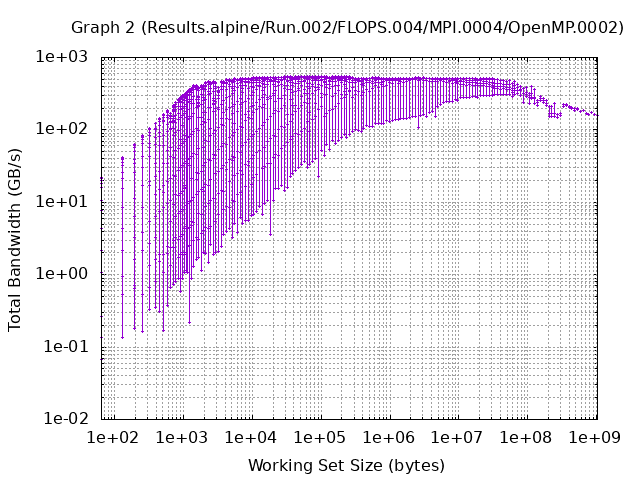 Graph 2 (Results.alpine/Run.002/FLOPS.004/MPI.0004/OpenMP.0002)
Total Bandwidth (GB/s)
1e+03
1e+02
1e+01
1e+00
1e-01
1e-02
1e+02 1e+03 1e+04 1e+05 1e+06 1e+07 1e+08 1e+09
Working Set Size (bytes)